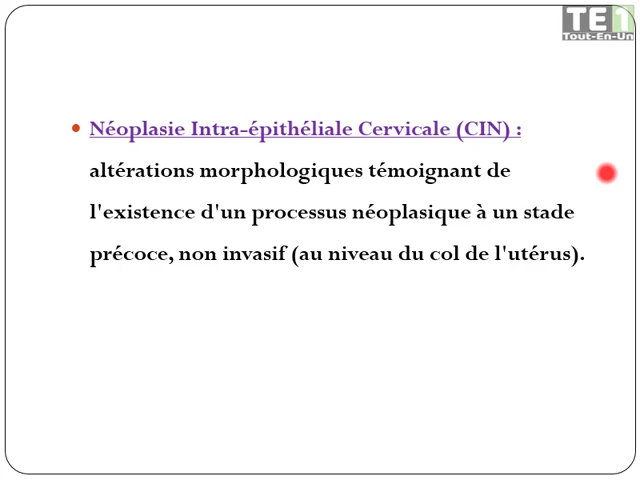 TE1
Tout-En-Un
Néoplasie Intra-épithéliale Cervicale (CIN) :
altérations morphologiques témoignant de
l'existence d'un processus néoplasique à un stade
précoce, non invasif (au niveau du col de l'utérus).